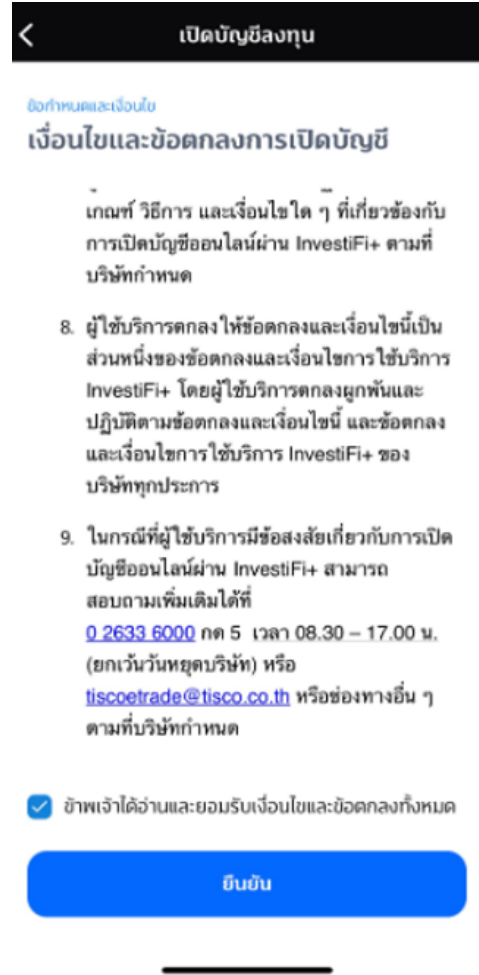 เปิดบัญชีลงทุน
ข้อกำหนดและเงื่อนไข
เงื่อนไขและข้อตกลงการเปิดบัญชี
เกณฑ์ วิธีการ และเงื่อนไขใด ๆ ที่เกี่ยวข้องกับ
การเปิดบัญชีออนไลน์ผ่าน InvestiFi+ ตามที่
บริษัทกำหนด
8. ผู้ใช้บริการตกลงให้ข้อตกลงและเงื่อนไขนี้เป็น
ส่วนหนึ่งของข้อตกลงและเงื่อนไขการใช้บริการ
InvestiFi+ โดยผู้ใช้บริการตกลงผูกพันและ
ปฏิบัติตามข้อตกลงและเงื่อนไขนี้ และข้อตกลง
และเงื่อนไขการใช้บริการ InvestiFi+ ของ
บริษัททุกประการ
9. ในกรณีที่ผู้ใช้บริการมีข้อสงสัยเกี่ยวกับการเปิด
บัญชีออนไลน์ผ่าน InvestiFi+ สามารถ
สอบถามเพิ่มเติมได้ที่
0 2633 6000 กด 5 เวลา 08.30 – 17.00 น.
(ยกเว้นวันหยุดบริษัท) หรือ
tiscoetrade@tisco.co.th หรือช่องทางอื่น ๆ
ตามที่บริษัทกำหนด
ข้าพเจ้าได้อ่านและยอมรับเงื่อนไขและข้อตกลงทั้งหมด
ยืนยัน